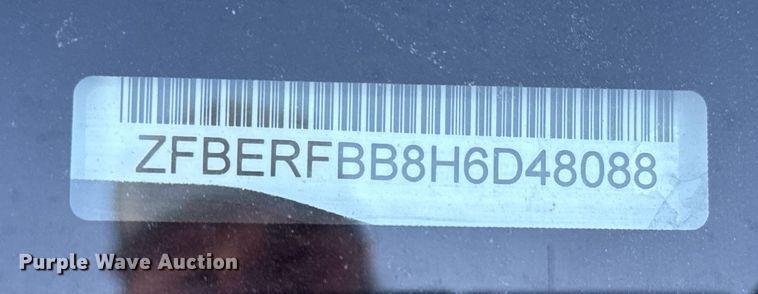 ZFBERFBB8H6D48088
Purple Wave Auction